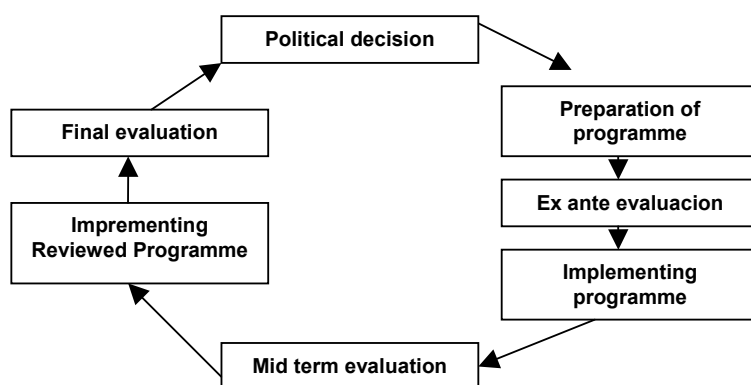 Political decision
Preparation of
programme
Ex ante evaluacion
Implementing
programme
Mid term evaluation
Imprementing
Reviewed Programme
Final evaluation